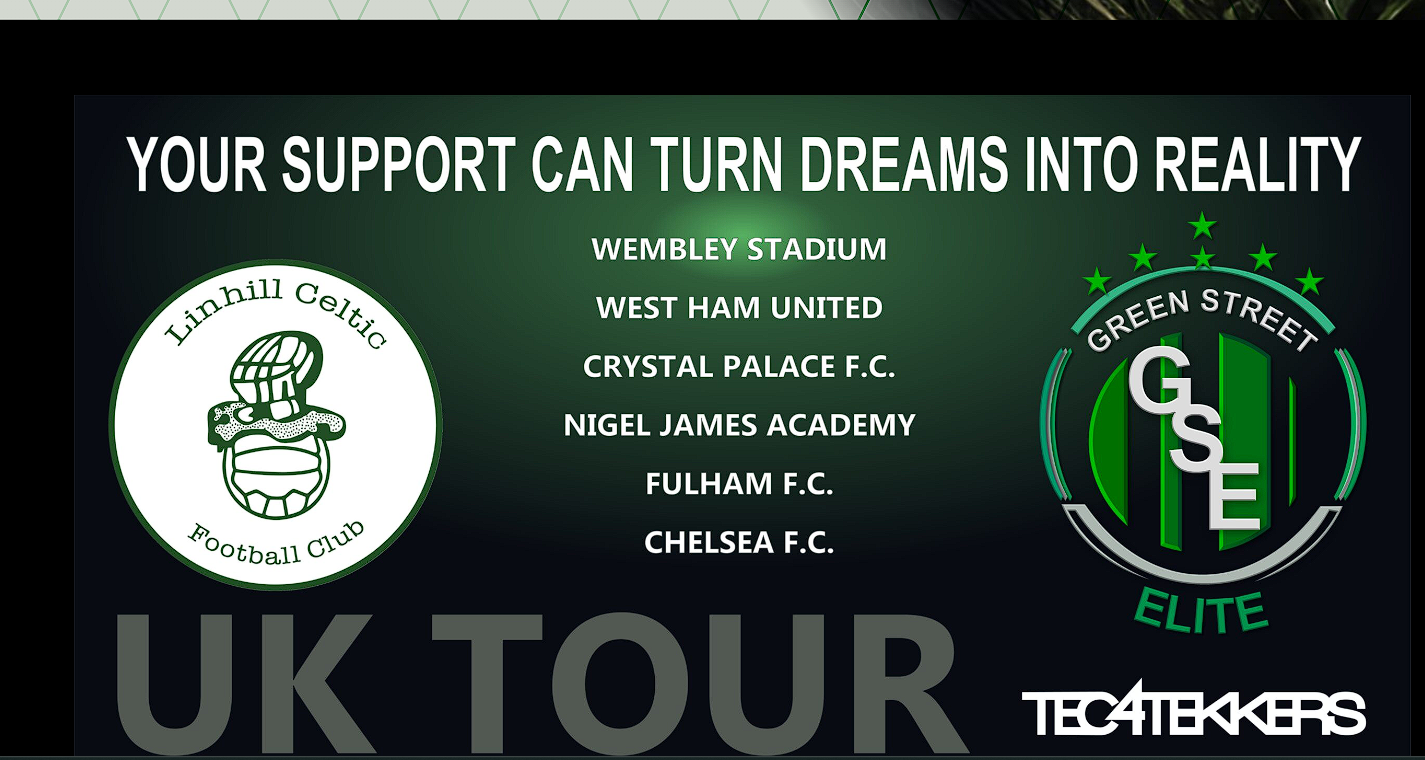 YOUR SUPPORT CAN TURN DREAMS INTO REALITY
WEMBLEY STADIUM
WEST HAM UNITED
CRYSTAL PALACE F.C.
NIGEL JAMES ACADEMY
FULHAM F.C.
CHELSEA F.C.
Linhill Celtic
Football Club
GREEN STREET
GSE
ELITE
UK TOUR
TEC4TEKKERS